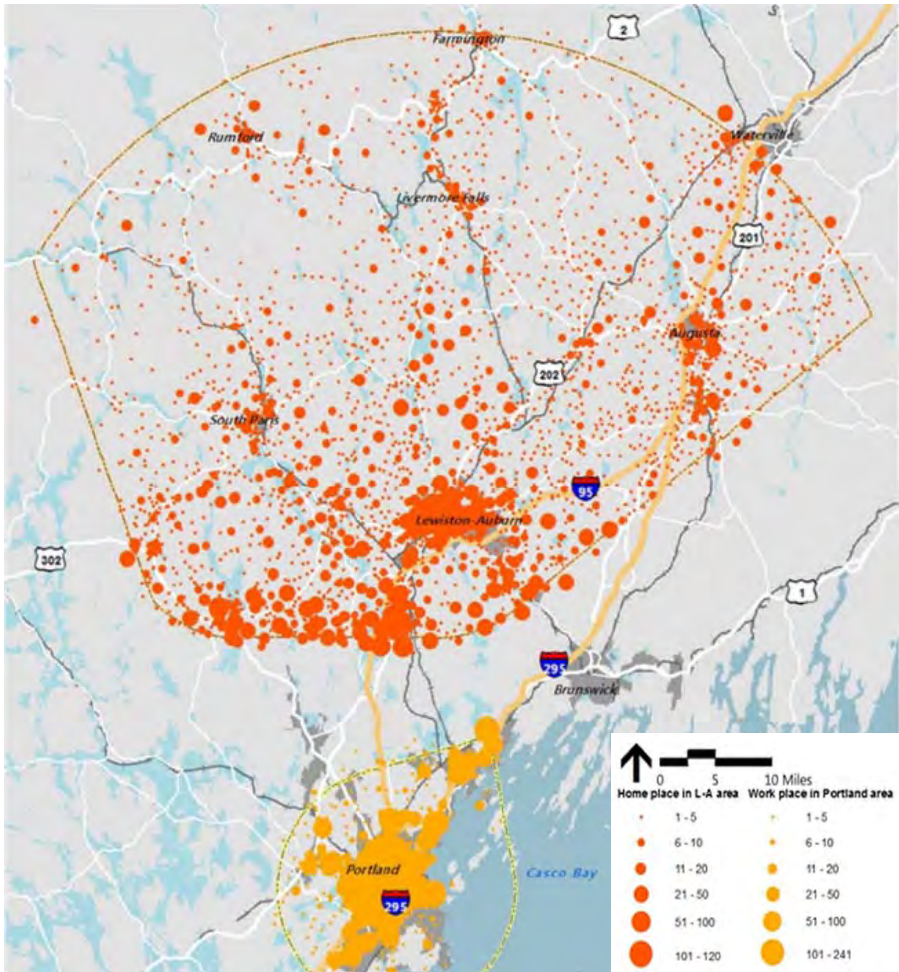 Farmington
2
Rumford
Waterville
Livermore Falls
201
Augusta
202
South Paris
95
Lewiston-Auburn
302
1
295
Brunswick
0 5 10 Miles
Home place in L-A area Work place in Portland area
1 - 5 1 - 5
6 - 10 6 - 10
11 - 20 11 - 20
21 - 50 21 - 50
51 - 100 51 - 100
101 - 120 101 - 241
Portland
Casco Bay
295